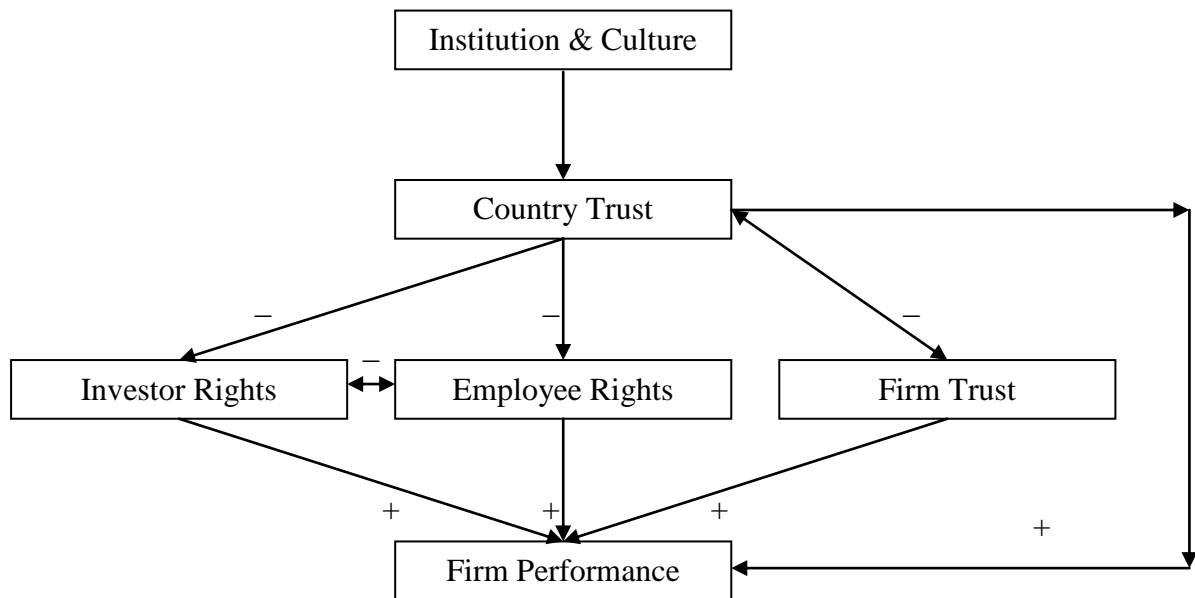 Institution & Culture
Country Trust
– – –
–
Investor Rights
Employee Rights
Firm Trust
+ + + +
Firm Performance